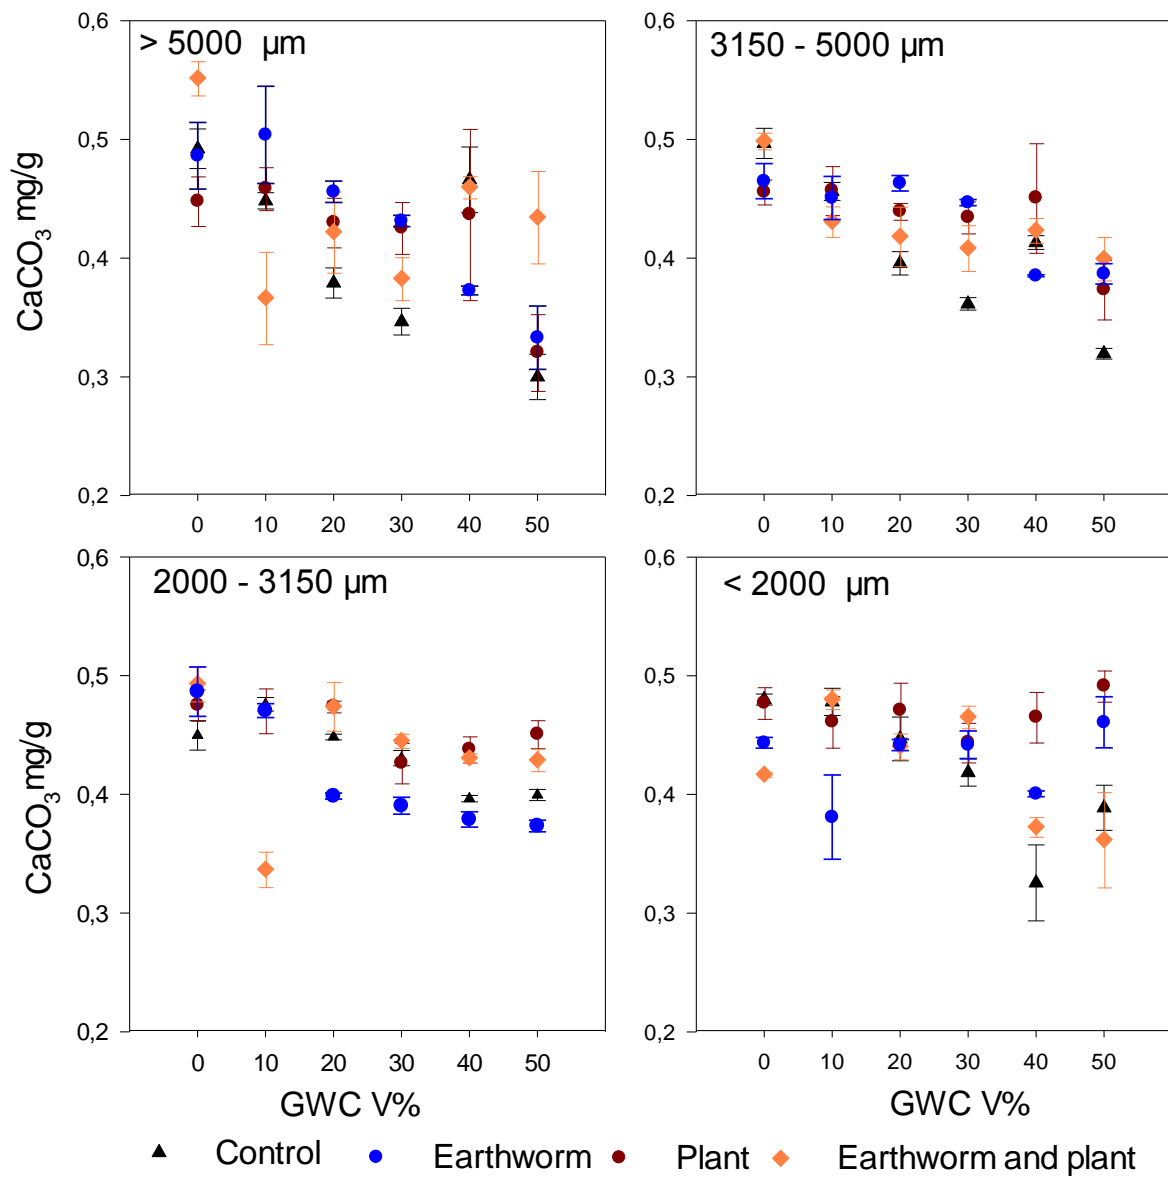 > 5000 µm
0,6
0,5
0,4
0,3
0,2
CaCO3 mg/g
0 10 20 30 40 50
3150 - 5000 µm
0,6
0,5
0,4
0,3
0,2
0 10 20 30 40 50
2000 - 3150 µm
0,6
0,5
0,4
0,3
0,2
CaCO3 mg/g
0 10 20 30 40 50
GWC V%
< 2000 µm
0,6
0,5
0,4
0,3
0,2
0 10 20 30 40 50
GWC V%
Control Earthworm Plant Earthworm and plant